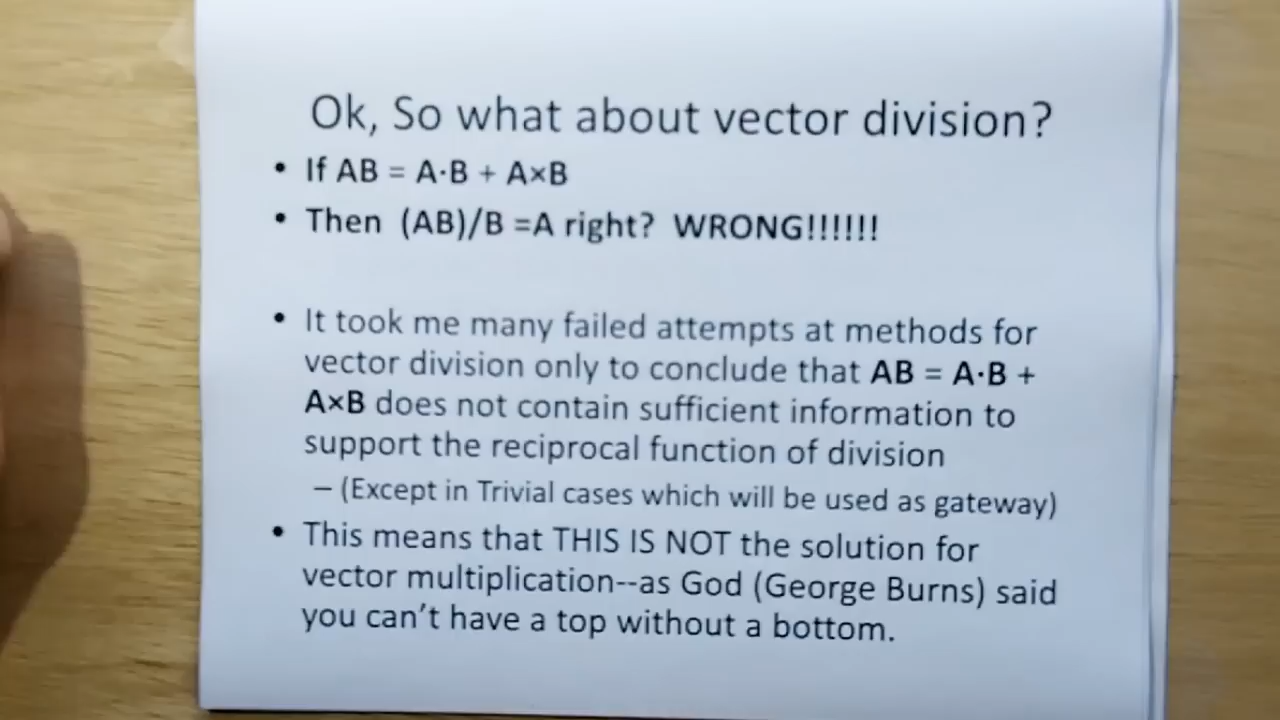 Ok, So what about vector division?
• If AB = A·B + A×B
• Then (AB)/B =A right? WRONG!!!!!!
• It took me many failed attempts at methods for
vector division only to conclude that AB = A·B +
A×B does not contain sufficient information to
support the reciprocal function of division
– (Except in Trivial cases which will be used as gateway)
• This means that THIS IS NOT the solution for
vector multiplication--as God (George Burns) said
you can't have a top without a bottom.